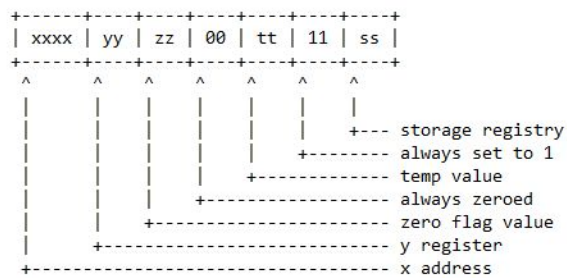 | xxxx | yy | zz | 00 | tt | 11 | ss |
storage registry
always set to 1
temp value
always zeroed
zero flag value
y register
x address